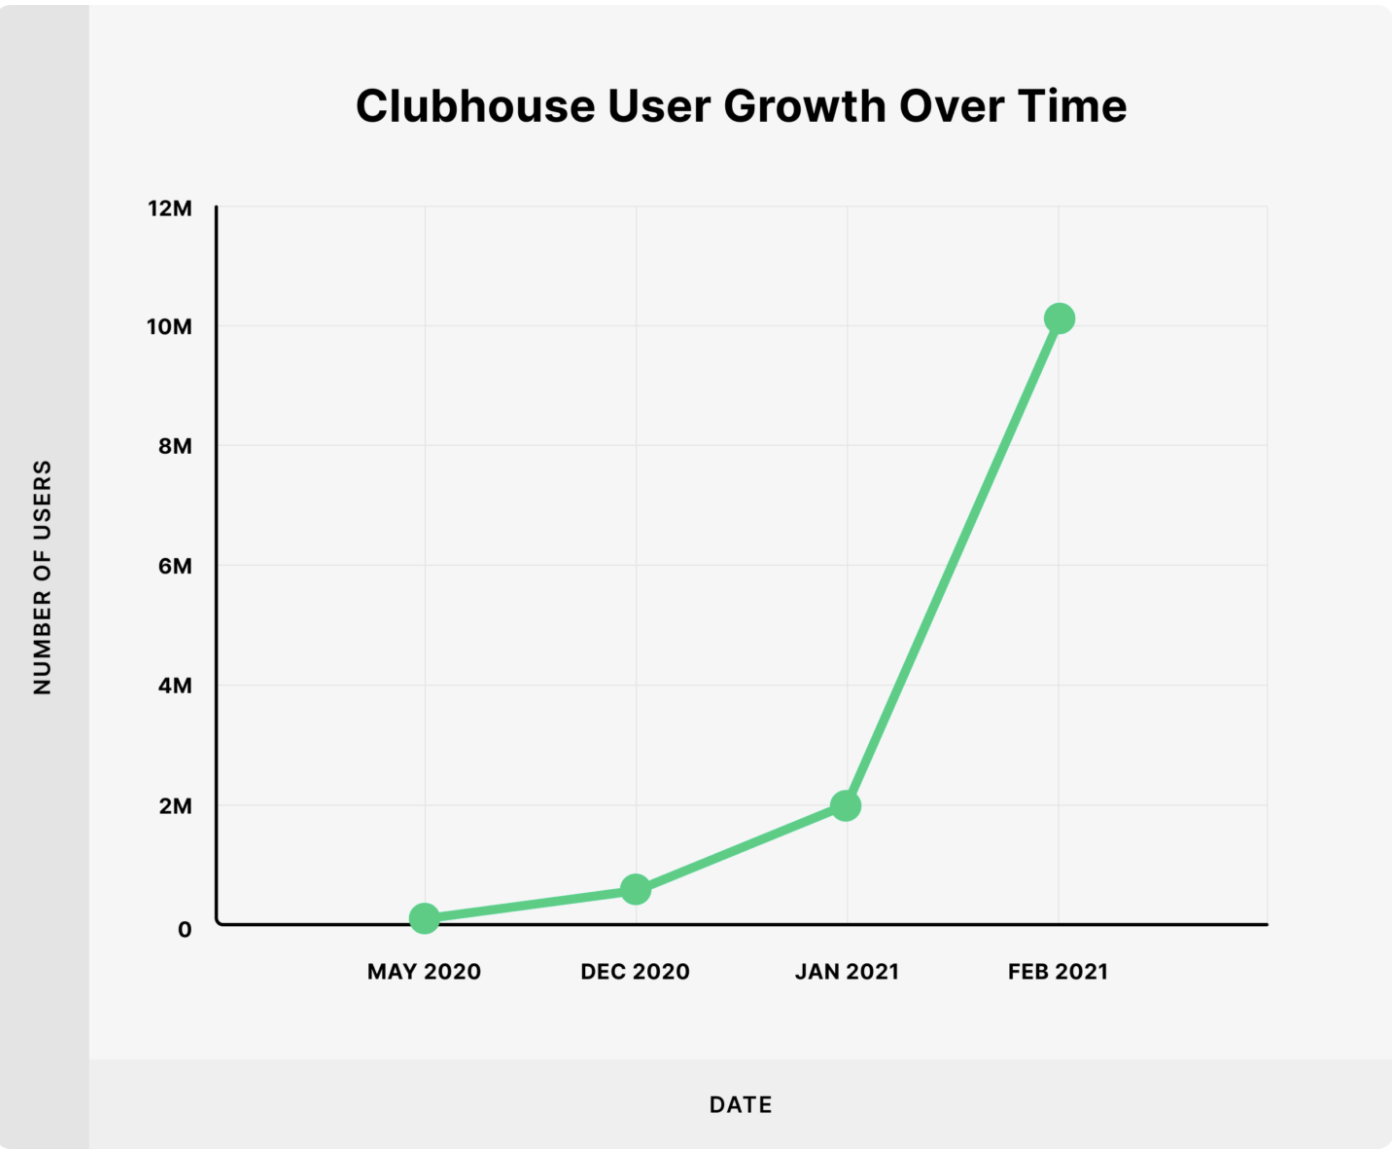 Clubhouse User Growth Over Time
12M
10M
8M
6M
4M
2M
0
NUMBER OF USERS
MAY 2020 DEC 2020 JAN 2021 FEB 2021
DATE